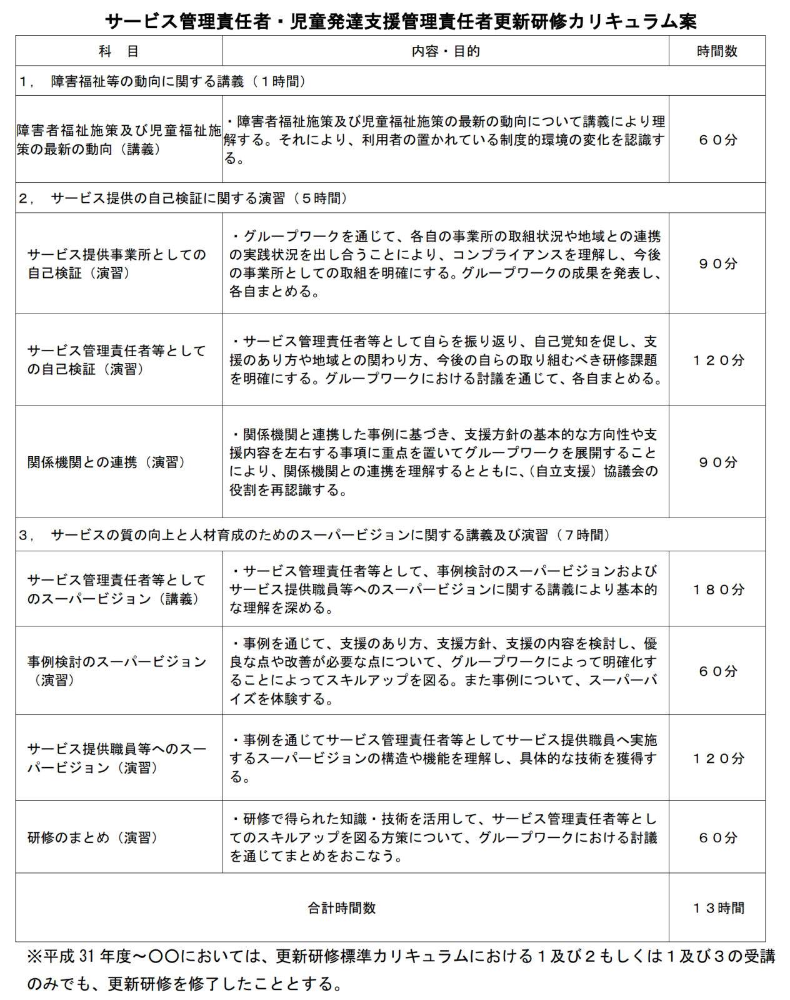 サービス管理責任者・児童発達支援管理責任者更新研修カリキュラム案
科　目
内容・目的
時間数
１．　障害福祉等の動向に関する講義（１時間）
障害者福祉施策及び児童福祉施
策の最新の動向（講義）
・障害者福祉施策及び児童福祉施策の最新の動向について講義により理
解する。それにより、利用者の置かれている制度的環境の変化を認識す
る。
６０分
２．　サービス提供の自己検証に関する演習（５時間）
サービス提供事業所としての
自己検証（演習）
・グループワークを通じて、各自の事業所の取組状況や地域との連携
の実践状況を出し合うことにより、コンプライアンスを理解し、今後
の事業所としての取組を明確にする。グループワークの成果を発表し、
各自まとめる。
９０分
サービス管理責任者等として
の自己検証（演習）
・サービス管理責任者等として自らを振り返り、自己覚知を促し、支
援のあり方や地域との関わり方、今後の自らの取り組むべき研修課題
を明確にする。グループワークにおける討議を通じて、各自まとめる。
１２０分
関係機関との連携（演習）
・関係機関と連携した事例に基づき、支援方針の基本的な方向性や支
援内容を左右する事項に重点を置いてグループワークを展開すること
により、関係機関との連携を理解するとともに、（自立支援）協議会の
役割を再認識する。
９０分
３．　サービスの質の向上と人材育成のためのスーパービジョンに関する講義及び演習（７時間）
サービス管理責任者等として
のスーパービジョン（講義）
・サービス管理責任者等として、事例検討のスーパービジョンおよび
サービス提供職員等へのスーパービジョンに関する講義により基本的
な理解を深める。
１８０分
事例検討のスーパービジョン
（演習）
・事例を通じて、支援のあり方、支援方針、支援の内容を検討し、優
良な点や改善が必要な点について、グループワークによって明確化す
ることによってスキルアップを図る。また事例について、スーパーバ
イズを体験する。
６０分
サービス提供職員等へのスー
パービジョン（演習）
・事例を通じてサービス管理責任者等としてサービス提供職員へ実施
するスーパービジョンの構造や機能を理解し、具体的な技術を獲得す
る。
１２０分
研修のまとめ（演習）
・研修で得られた知識・技術を活用して、サービス管理責任者等とし
てのスキルアップを図る方策について、グループワークにおける討議
を通じてまとめをおこなう。
６０分
合計時間数
１３時間
※平成 31 年度～〇〇においては、更新研修標準カリキュラムにおける１及び２もしくは１及び３の受講
のみでも、更新研修を修了したこととする。